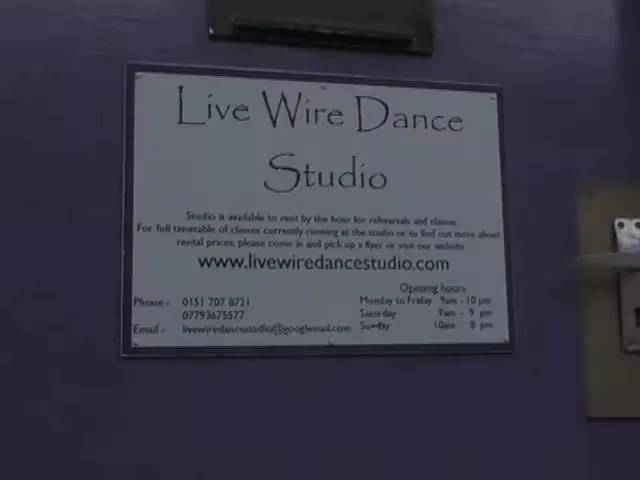 Live Wire Dance
Studio
Studio is available to rent by the hour for rehearsals and classes
For full timetable of classes currently running at the studio or to find out more about
rental prices, please come in and pick up a flyer or visit our website
www.livewiredancestudio.com
Opening hours
Phone - 0151 707 0721 Monday to Friday 9am - 10 pm
07793675577 Saturday 9am - 9 pm
Email - livewiredancestudio@googlemail.com Sunday 10am - 8 pm